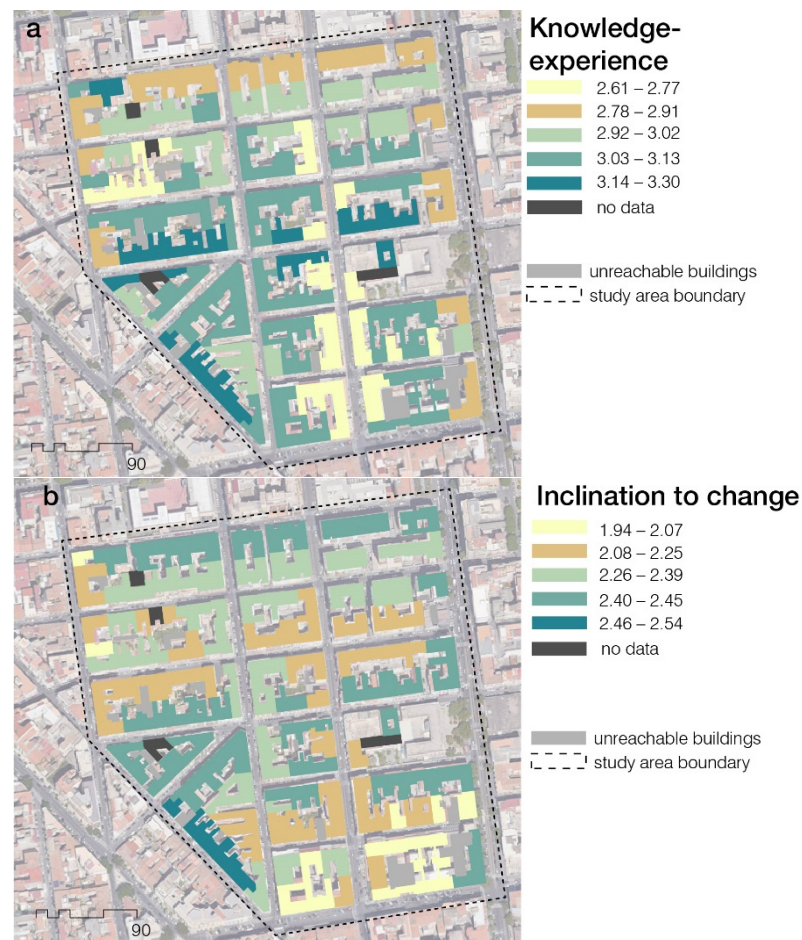 a
Knowledge-
experience
2.61 – 2.77
2.78 – 2.91
2.92 – 3.02
3.03 – 3.13
3.14 – 3.30
no data
unreachable buildings
study area boundary
90
b
Inclination to change
1.94 – 2.07
2.08 – 2.25
2.26 – 2.39
2.40 – 2.45
2.46 – 2.54
no data
unreachable buildings
study area boundary
90